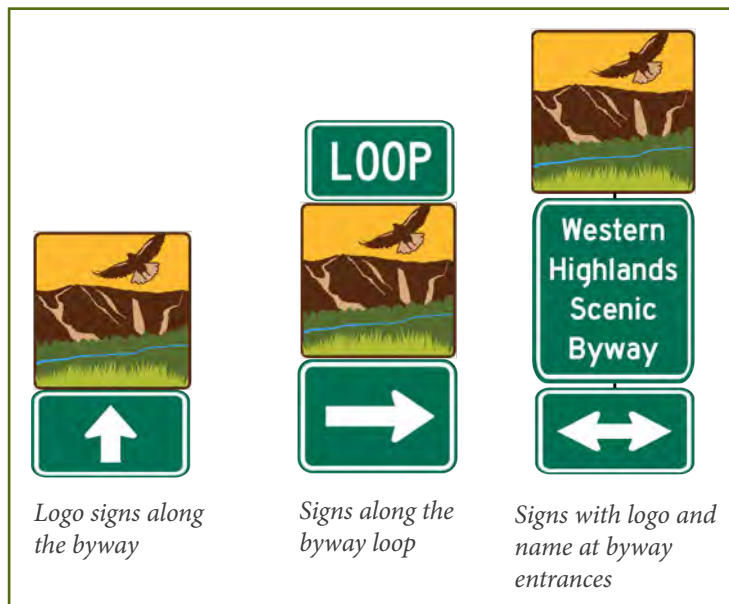 Logo signs along
the byway
LOOP
Signs along the
byway loop
Western
Highlands
Scenic
Byway
Signs with logo and
name at byway
entrances